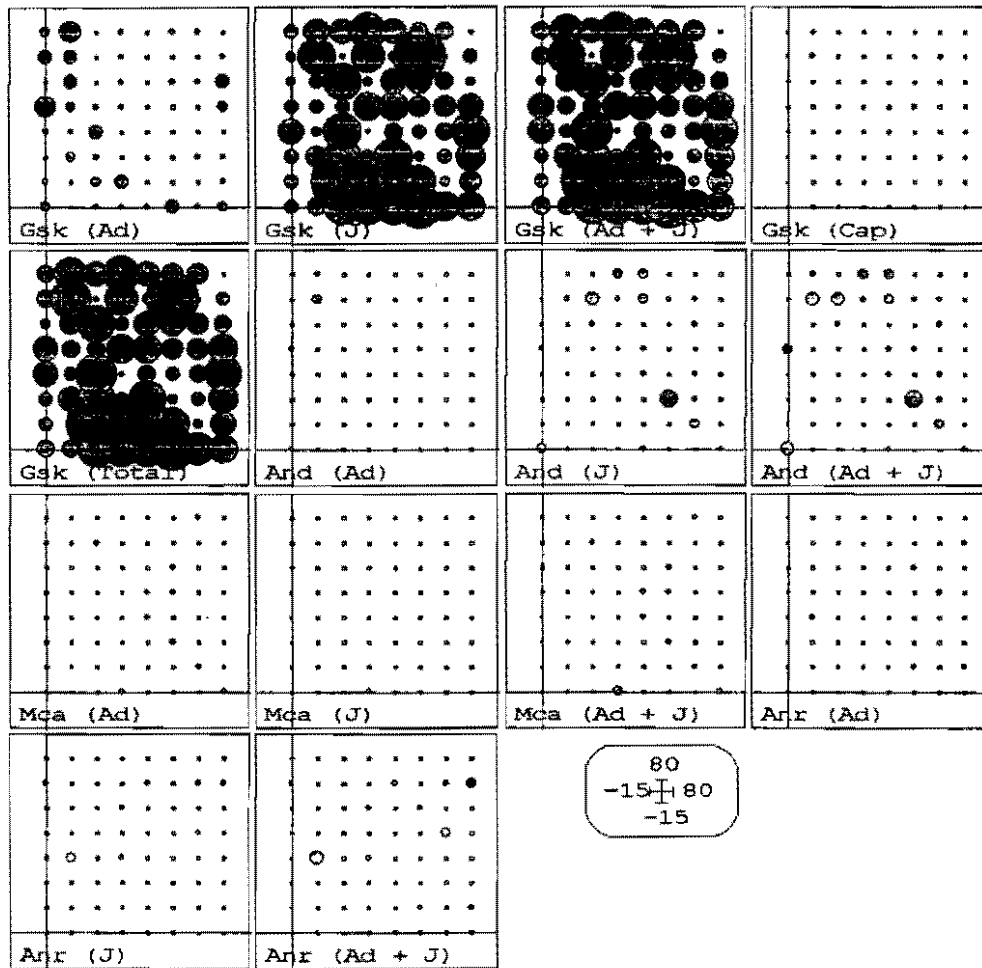 Gsk (Ad)
Gsk (J)
Gsk (Ad + J)
Gsk (Cap)
Gsk (Total)
And (Ad)
And (J)
And (Ad + J)
Mca (Ad)
Mca (J)
Mca (Ad + J)
Anr (Ad)
80
-15 80
-15
Anr (J)
Anr (Ad + J)